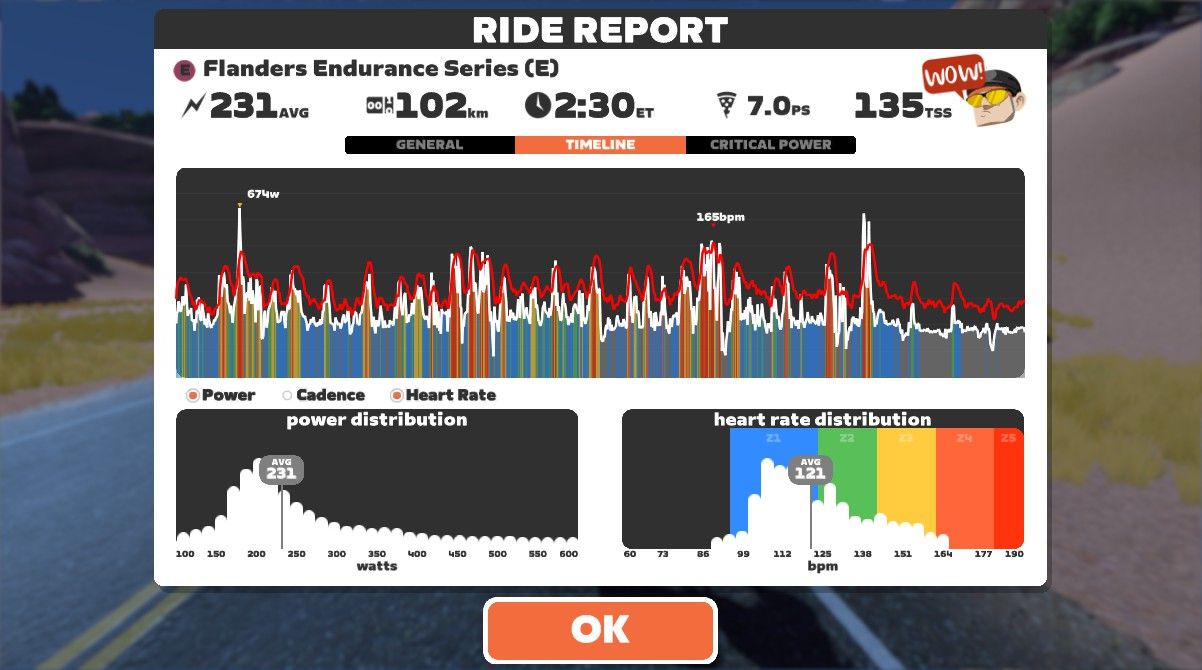 RIDE REPORT
E Flanders Endurance Series (E)
WOW!
231AVG 102km 2:30ET 7.0PS 135TSS
GENERAL TIMELINE CRITICAL POWER
674w
165bpm
Power Cadence Heart Rate
power distribution
AVG
231
100 150 200 250 300 350 400 450 500 550 600
watts
heart rate distribution
Z1 Z2 Z3 Z4 Z5
AVG
121
60 73 86 99 112 125 138 151 164 177 190
bpm
OK